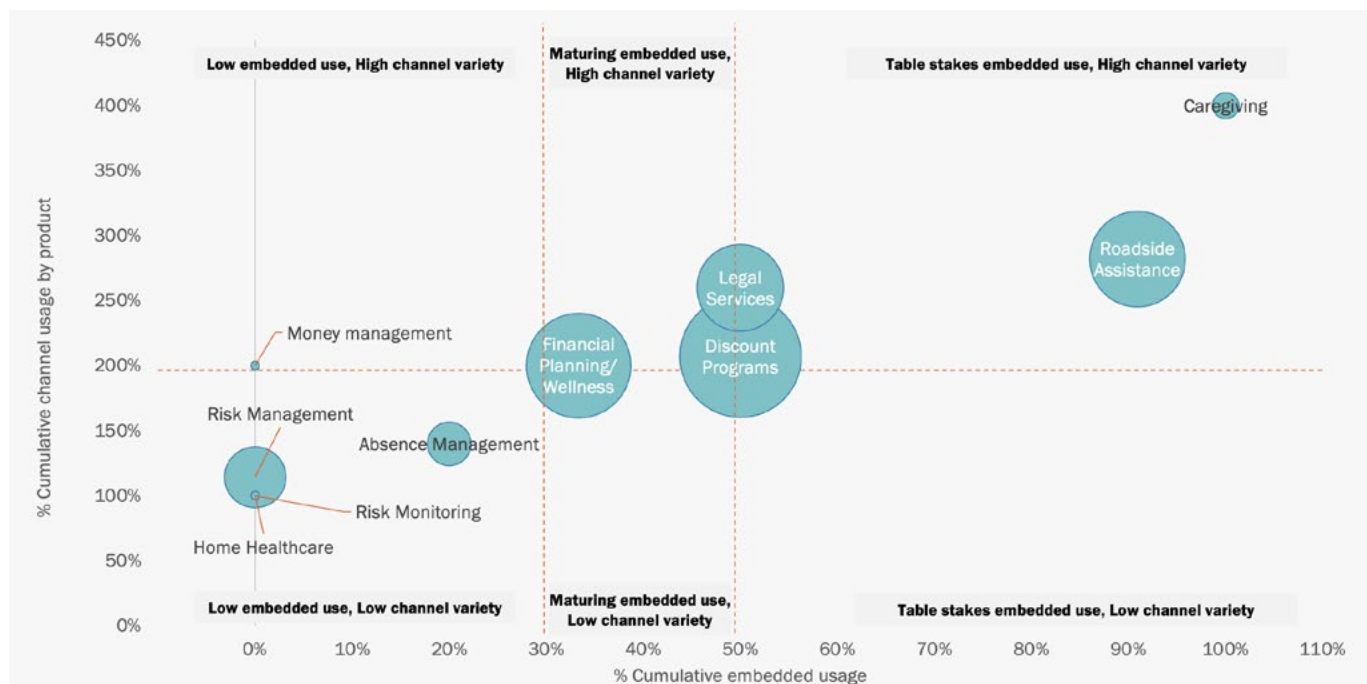 450%
Low embedded use, High channel variety
Maturing embedded use,
High channel variety
Table stakes embedded use, High variety
400%
Caregiving
350%
300%
Roadside
Assistance
Legal
Services
250%
Money management
Financial
Planning/
Wellness
Discount
Programs
200%
Risk Management
150%
Absence Management
100%
Risk Monitoring
Home Healthcare
50%
Low embedded use, Low channel variety
Maturing embedded use,
Low channel variety
Table stakes embedded use, Low channel variety
0%
% Cumulative channel usage by product
0%
10%
20%
30%
40%
50%
60%
70%
80%
90%
100%
110%
% Cumulative embedded usage